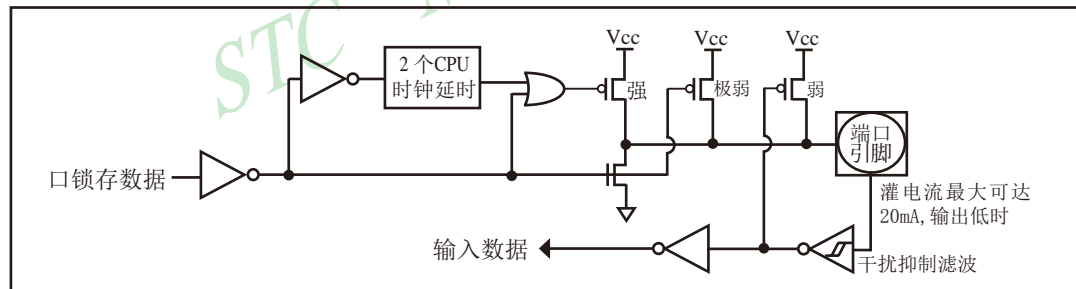 STC
Vcc
Vcc
Vcc
2 个CPU
时钟延时
强
极弱
弱
端口
引脚
口锁存数据
灌电流最大可达
20mA,输出低时
输入数据
干扰抑制滤波